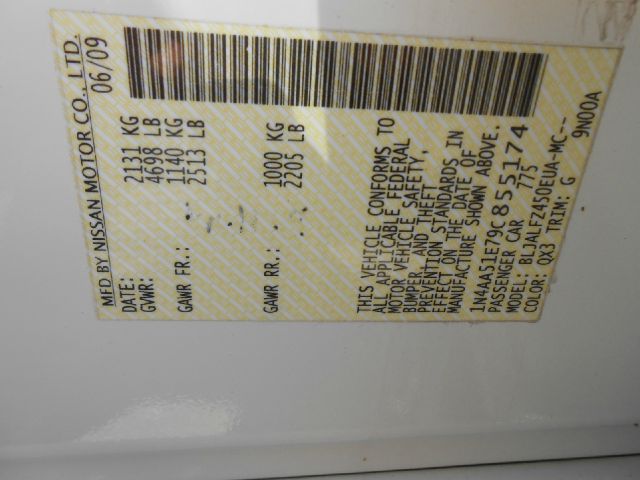 MFD BY NISSAN MOTOR CO., LTD.
DATE: 06/09
GVWR: 2131 KG
4698 LB
GAWR FR.: 1140 KG
2513 LB
GAWR RR.: 1000 KG
2205 LB
THIS VEHICLE CONFORMS TO
ALL APPLICABLE FEDERAL
MOTOR VEHICLE SAFETY,
BUMPER, AND THEFT
PREVENTION STANDARDS IN
EFFECT ON THE DATE OF
MANUFACTURE SHOWN ABOVE.
1N4AA51E79C855174
PASSENGER CAR 775
MODEL: BLJALFZ450EUA-MC--
COLOR: QX3 TRIM: G 9N00A